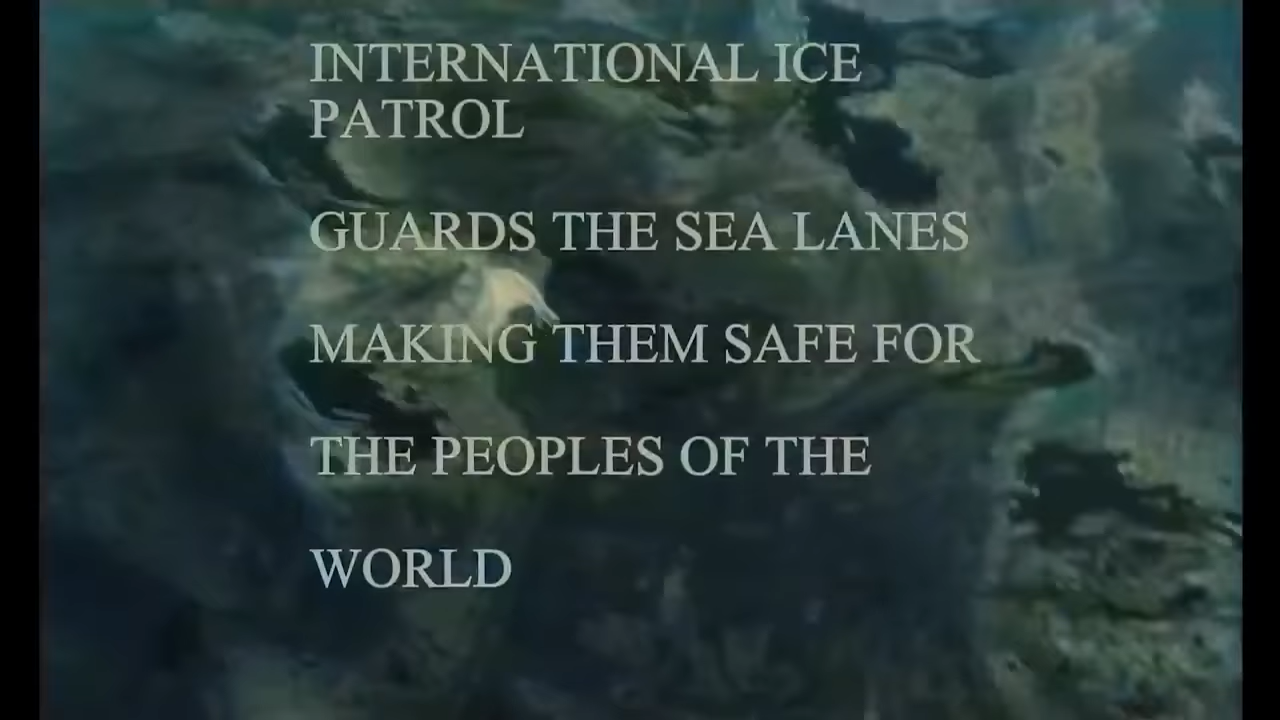 INTERNATIONAL ICE
PATROL
GUARDS THE SEA LANES
MAKING THEM SAFE FOR
THE PEOPLES OF THE
WORLD